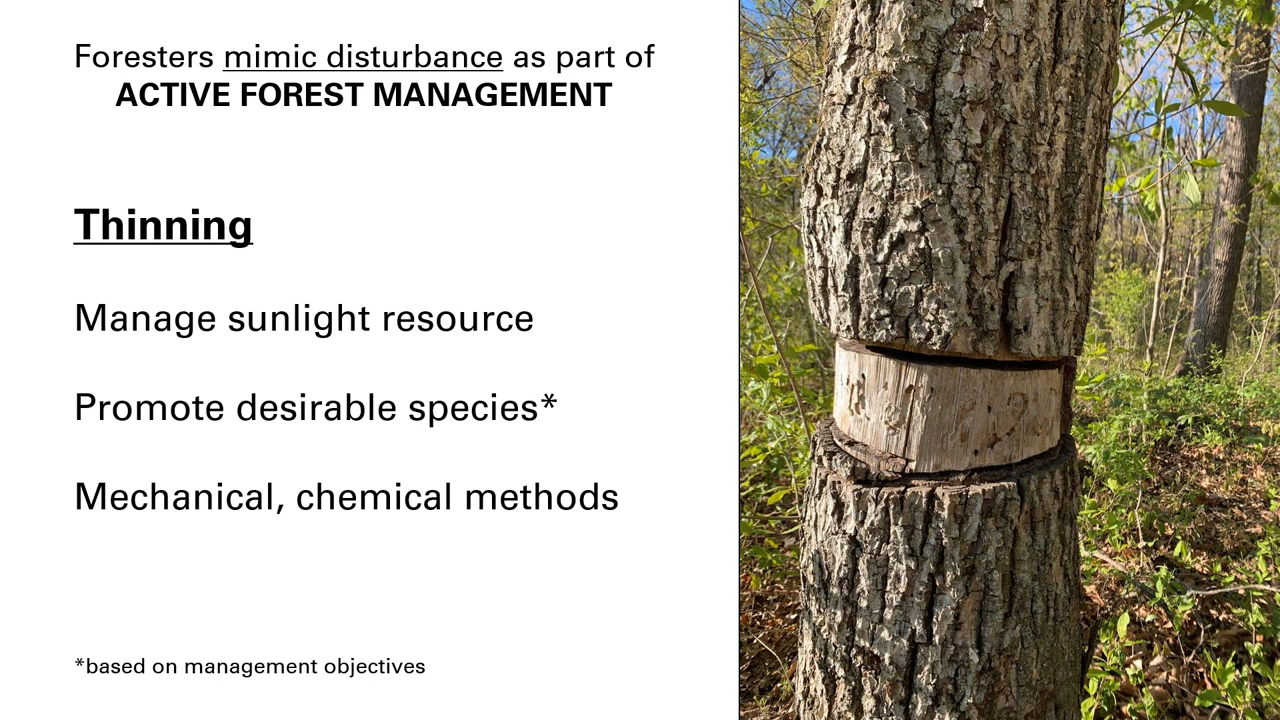 Foresters mimic disturbance as part of
ACTIVE FOREST MANAGEMENT
Thinning
Manage sunlight resource
Promote desirable species*
Mechanical, chemical methods
*based on management objectives